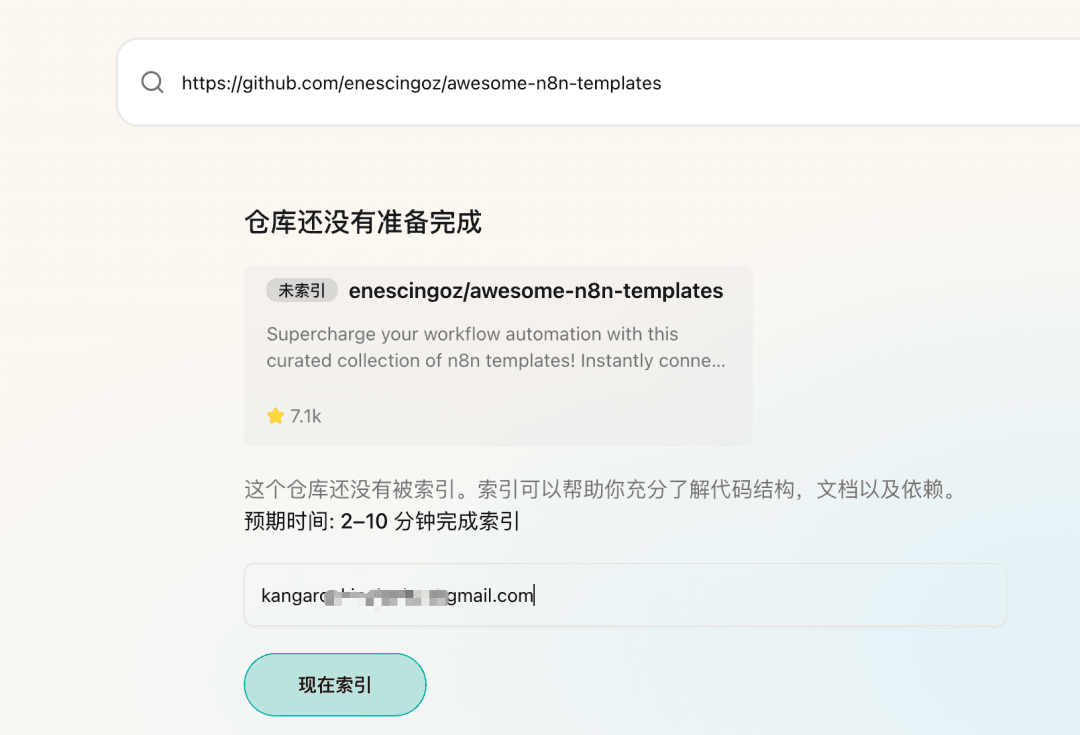 https://github.com/enescingoz/awesome-n8n-templates
仓库还没有准备完成
未索引 enescingoz/awesome-n8n-templates
Supercharge your workflow automation with this
curated collection of n8n templates! Instantly conne...
7.1k
这个仓库还没有被索引。索引可以帮助你充分了解代码结构，文档以及依赖。
预期时间: 2–10 分钟完成索引
gmail.com
现在索引